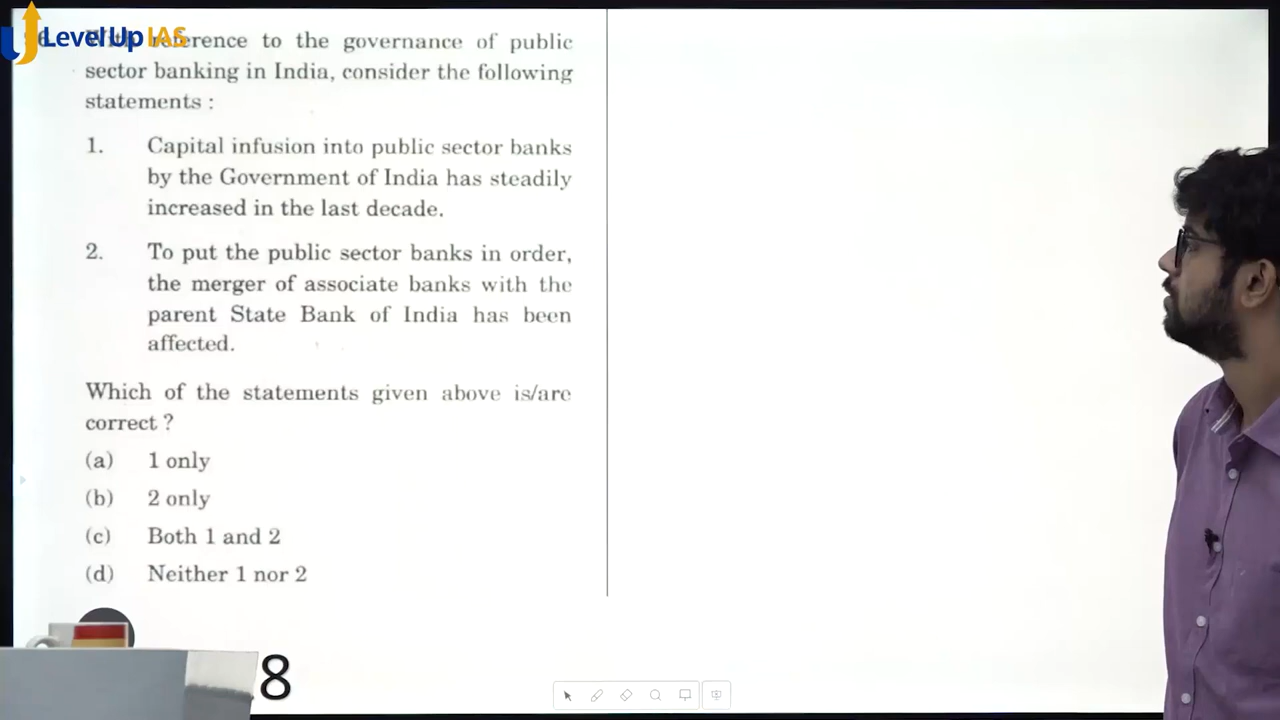 LevelUp IAS
reference to the governance of public
sector banking in India, consider the following
statements :
1. Capital infusion into public sector banks
by the Government of India has steadily
increased in the last decade.
2. To put the public sector banks in order,
the merger of associate banks with the
parent State Bank of India has been
affected.
Which of the statements given above is/are
correct ?
(a) 1 only
(b) 2 only
(c) Both 1 and 2
(d) Neither 1 nor 2
8